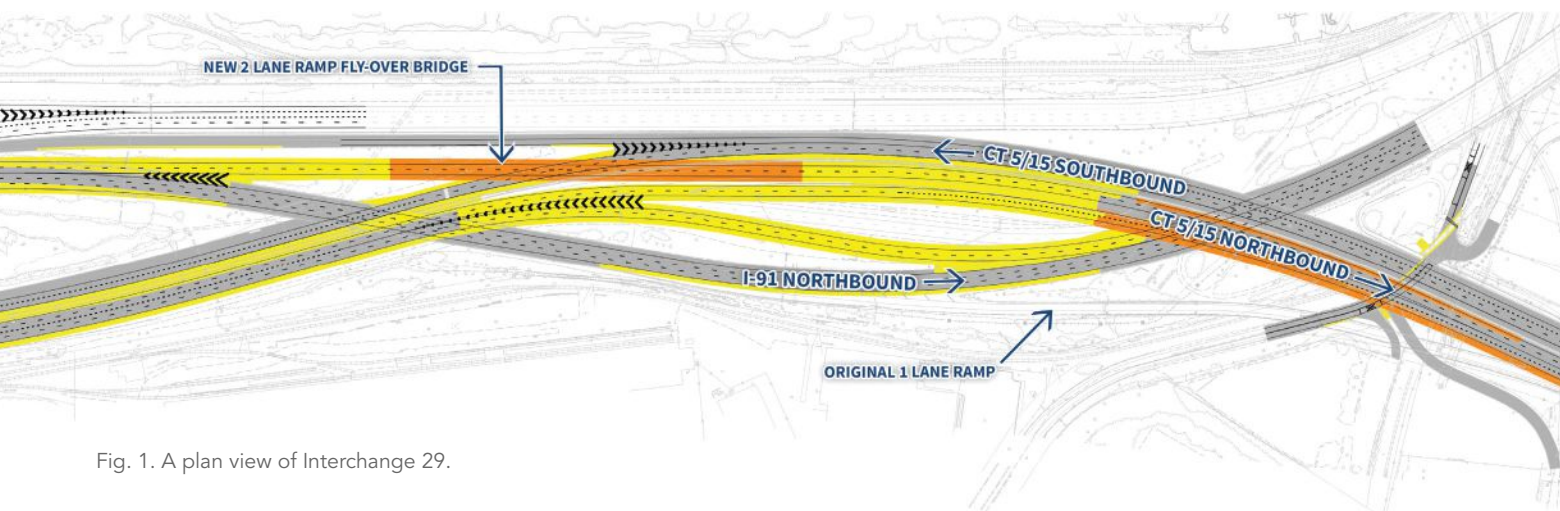 NEW 2 LANE RAMP FLY-OVER BRIDGE
CT 5/15 SOUTHBOUND
CT 5/15 NORTHBOUND
I-91 NORTHBOUND
ORIGINAL 1 LANE RAMP
Fig. 1. A plan view of Interchange 29.